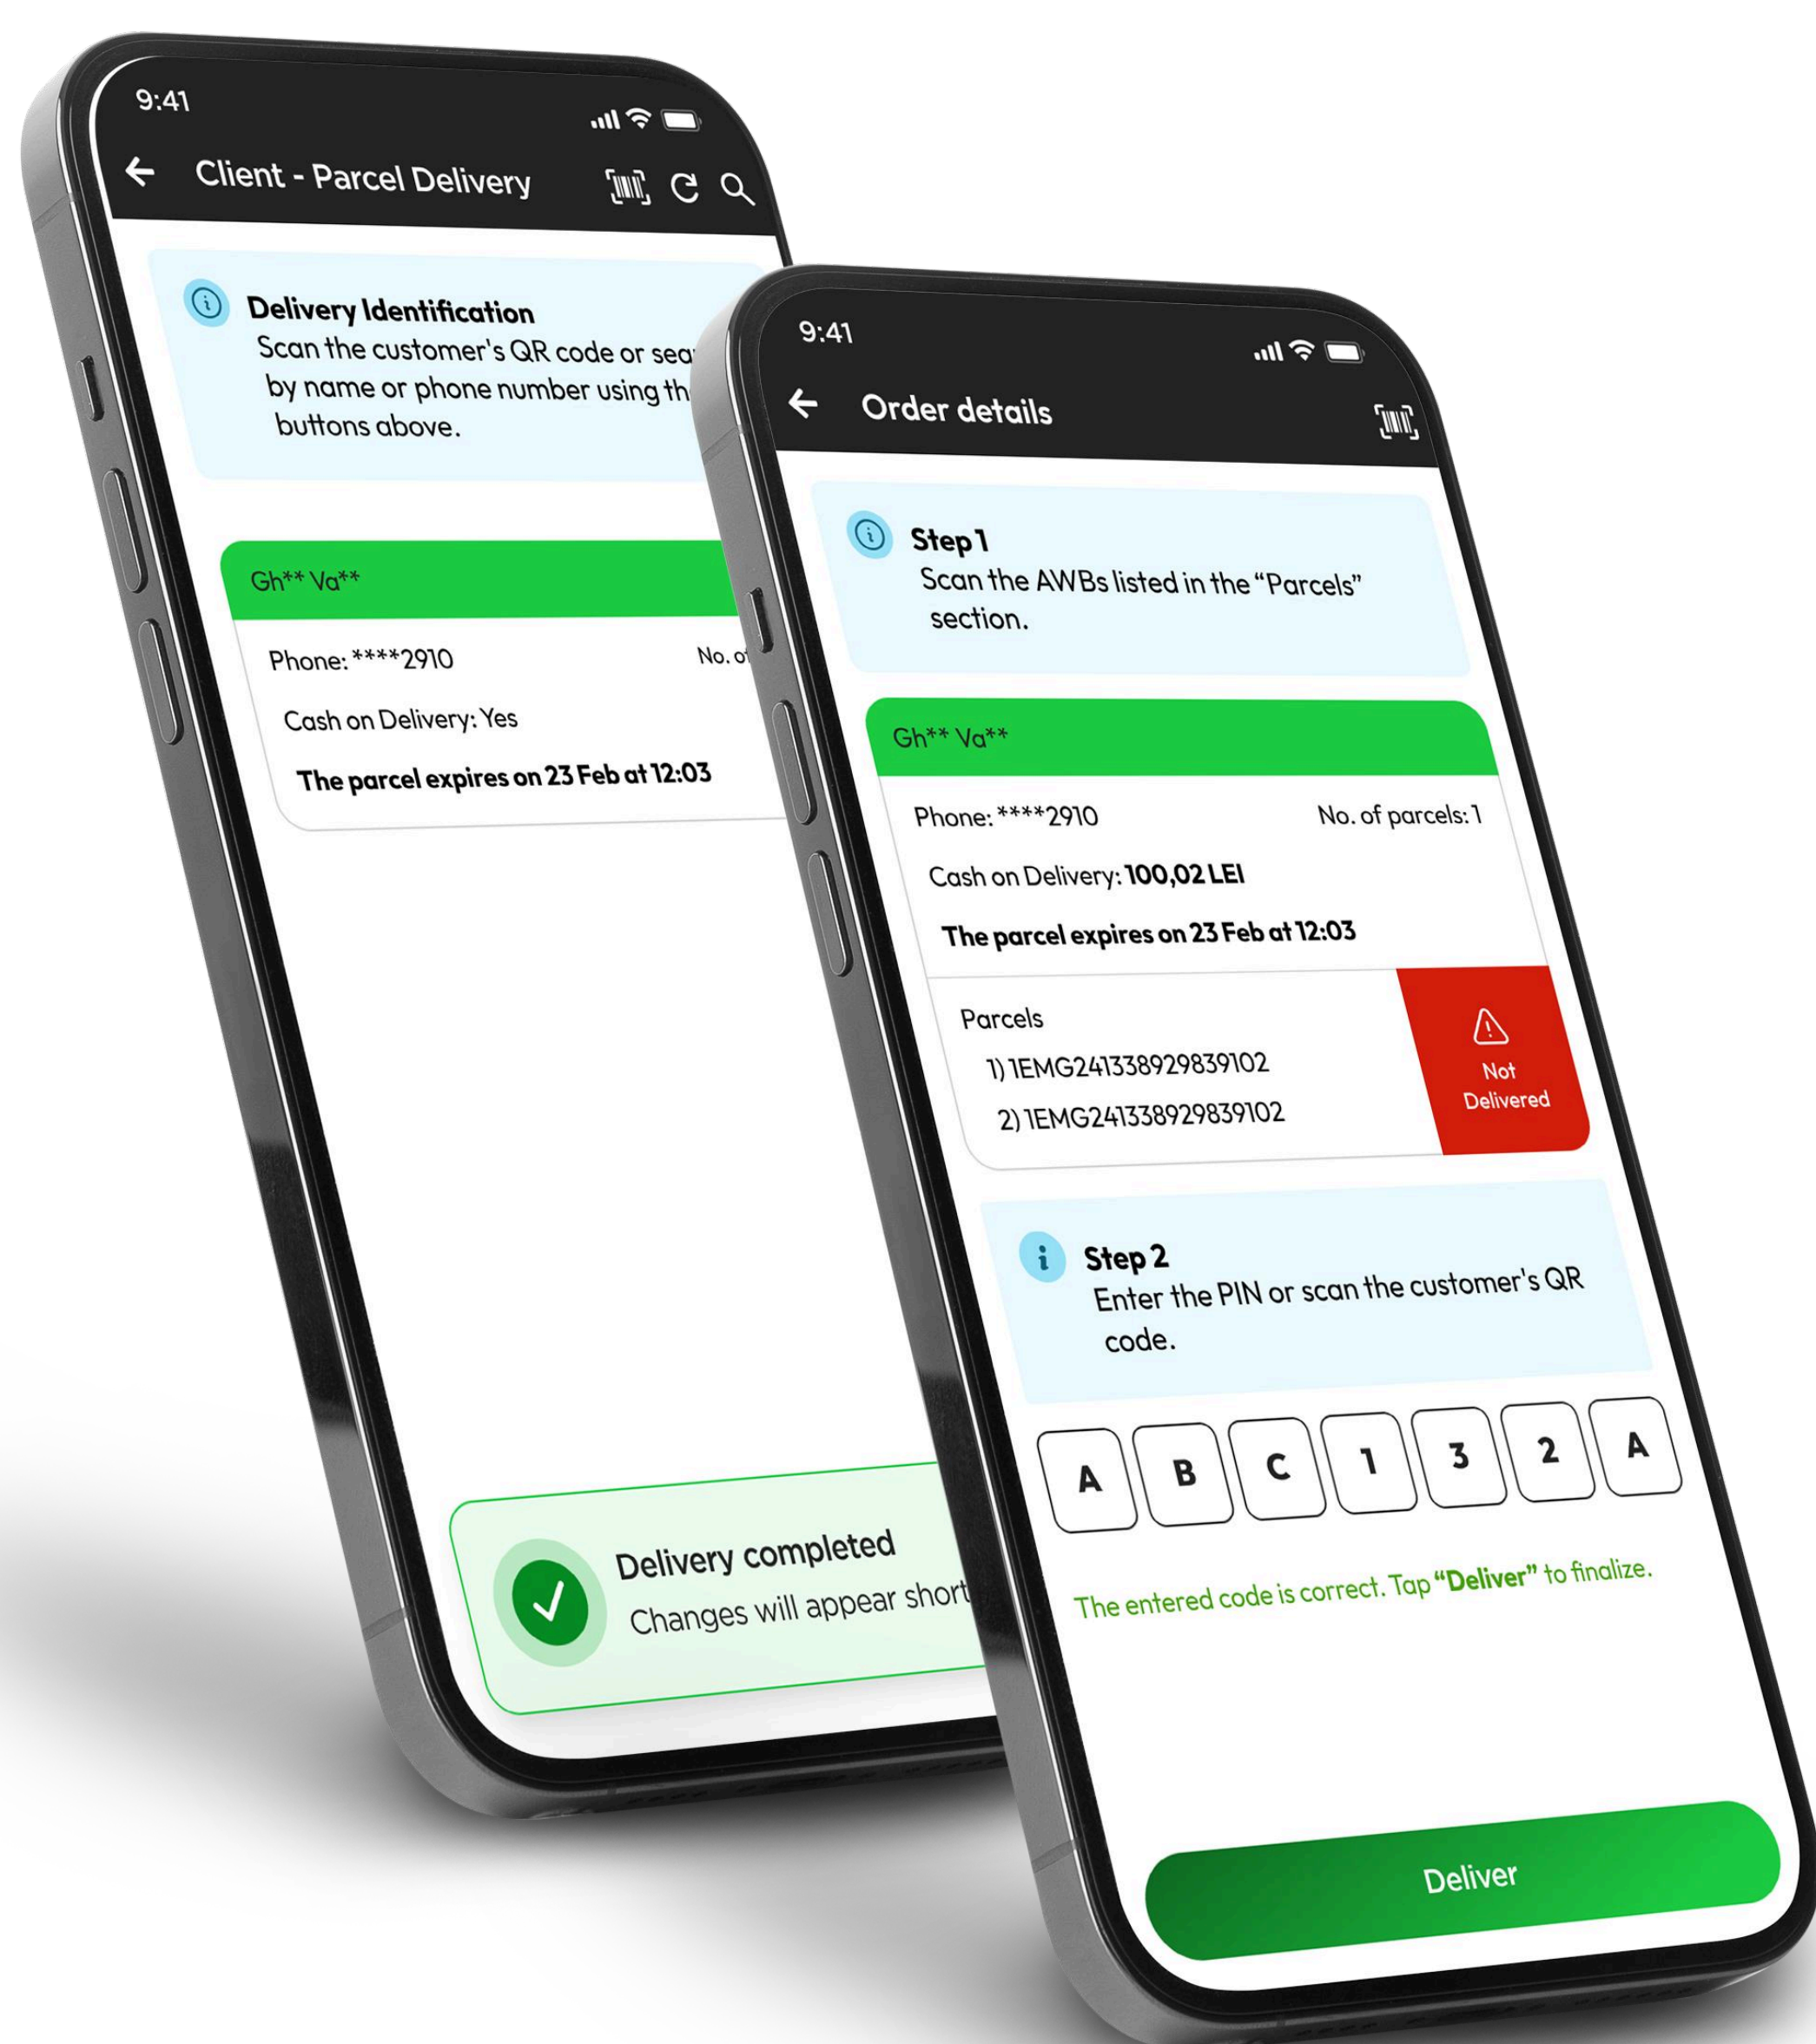 9:41
Client - Parcel Delivery
Delivery Identification
Scan the customer's QR code or
by name or phone number using
buttons above.
Gh** Va**
Phone: ****2910
No.
Cash on Delivery: Yes
The parcel expires on 23 Feb at 12:03
Delivery completed
Changes will appear
9:41
Order details
Step 1
Scan the AWBs listed in the “Parcels”
section.
Gh** Va**
Phone: ****2910 No. of parcels: 1
Cash on Delivery: 100,02 LEI
The parcel expires on 23 Feb at 12:03
Parcels
1) 1EMG241338929839102
2) 1EMG241338929839102
Not
Delivered
Step 2
Enter the PIN or scan the customer's QR
code.
A B C 1 3 2 A
The entered code is correct. Tap “Deliver” to finalize.
Deliver